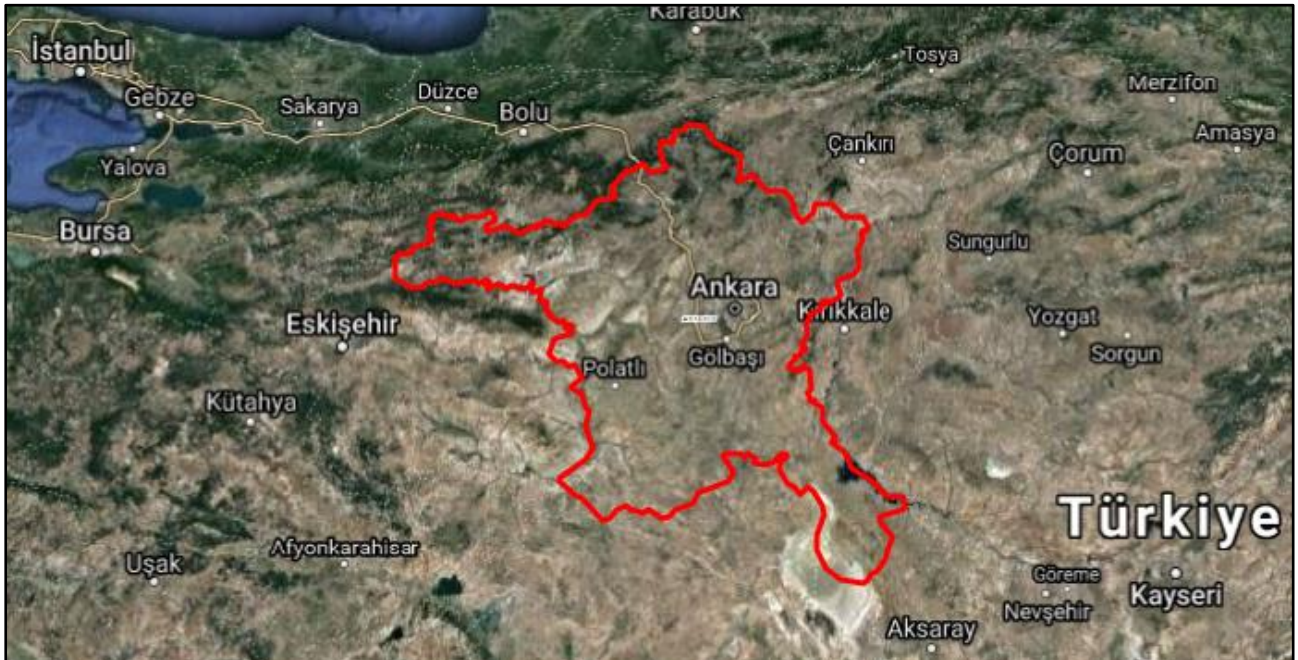 Karabük
İstanbul
Tosya
Gebze
Sakarya
Düzce
Bolu
Merzifon
Amasya
Yalova
Çankırı
Çorum
Bursa
Sungurlu
Ankara
Eskişehir
Kırıkkale
Yozgat
Sorgun
Gölbaşı
Polatlı
Kütahya
Türkiye
Afyonkarahisar
Uşak
Göreme
Kayseri
Nevşehir
Aksaray